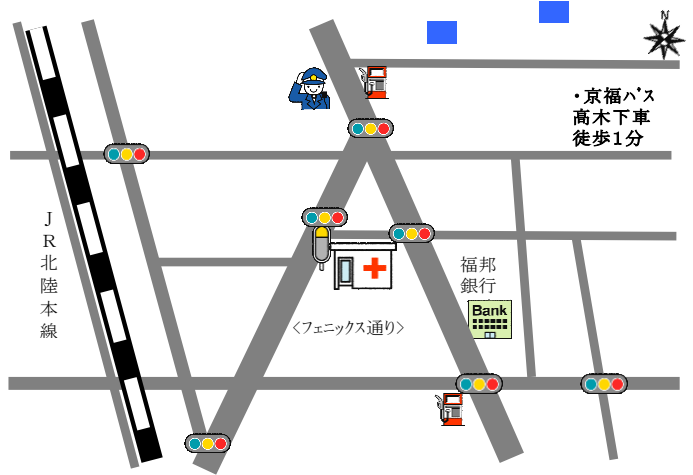 N
・京福バス
高木下車
徒歩1分
JR北陸本線
福邦
銀行
Bank
<フェニックス通り>